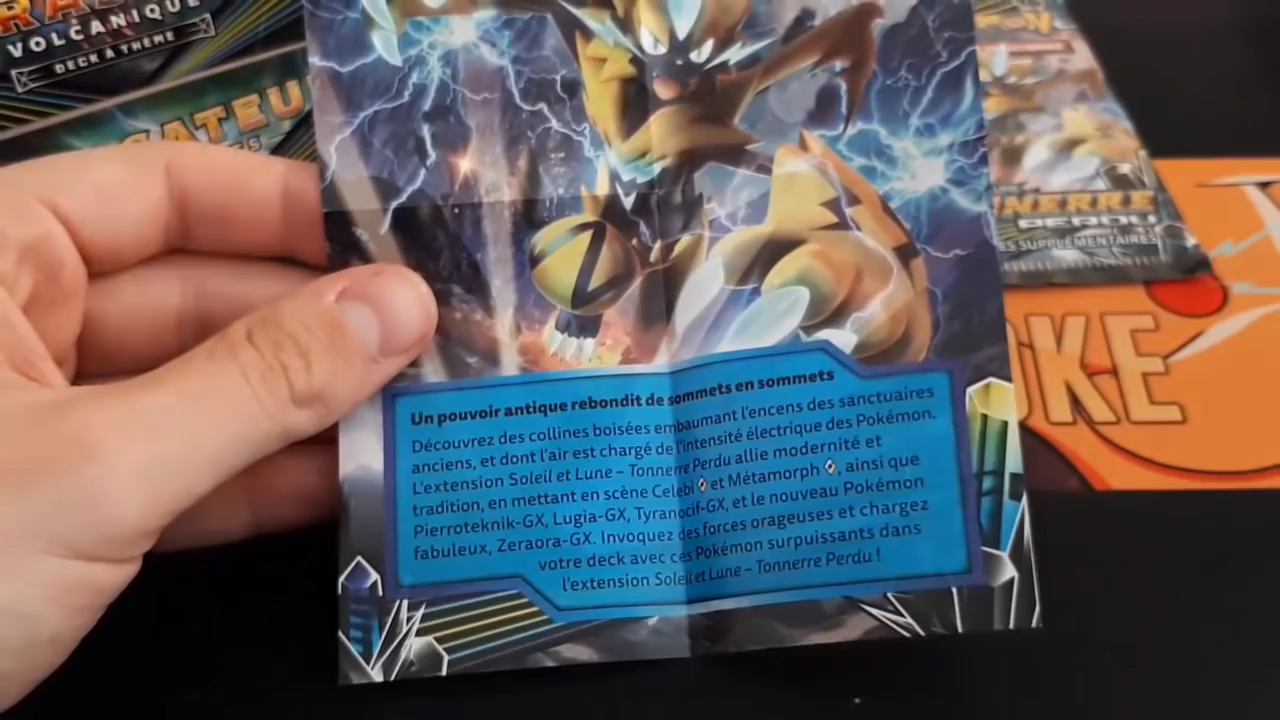 VOLCANIQUE
DECK À THÈME
NERRE
PERDU
ES SUPPLÉMENTAIRES
OKE
Un pouvoir antique rebondit de sommets en sommets
Découvrez des collines boisées embaumant l'encens des sanctuaires
anciens, et dont l'air est chargé de l'intensité électrique des Pokémon.
L'extension Soleil et Lune – Tonnerre Perdu allie modernité et
tradition, en mettant en scène Celebi et Métamorph , ainsi que
Pierroteknik-GX, Lugia-GX, Tyranocif-GX, et le nouveau Pokémon
fabuleux, Zeraora-GX. Invoquez des forces orageuses et chargez
votre deck avec ces Pokémon surpuissants dans
l'extension Soleil et Lune – Tonnerre Perdu !